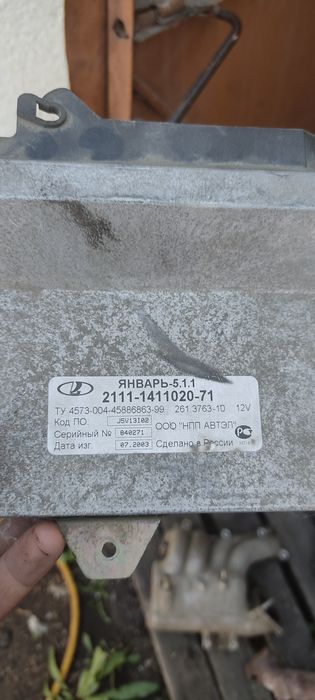 ЯНВАРЬ-5.1.1
2111-1411020-71
ТУ 4573-004-45886863-99 261.3763-10 12V
Код ПО: J5V13I02 ООО "НПП АВТЭЛ"
Серийный № 840271
Дата изг. 07.2003 Сделано в России